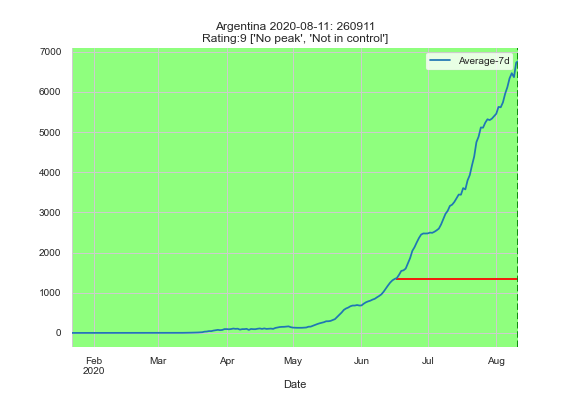 Argentina 2020-08-11: 260911
Rating:9 ['No peak', 'Not in control']
Average-7d
7000
6000
5000
4000
3000
2000
1000
0
Feb Mar Apr May Jun Jul Aug
2020
Date